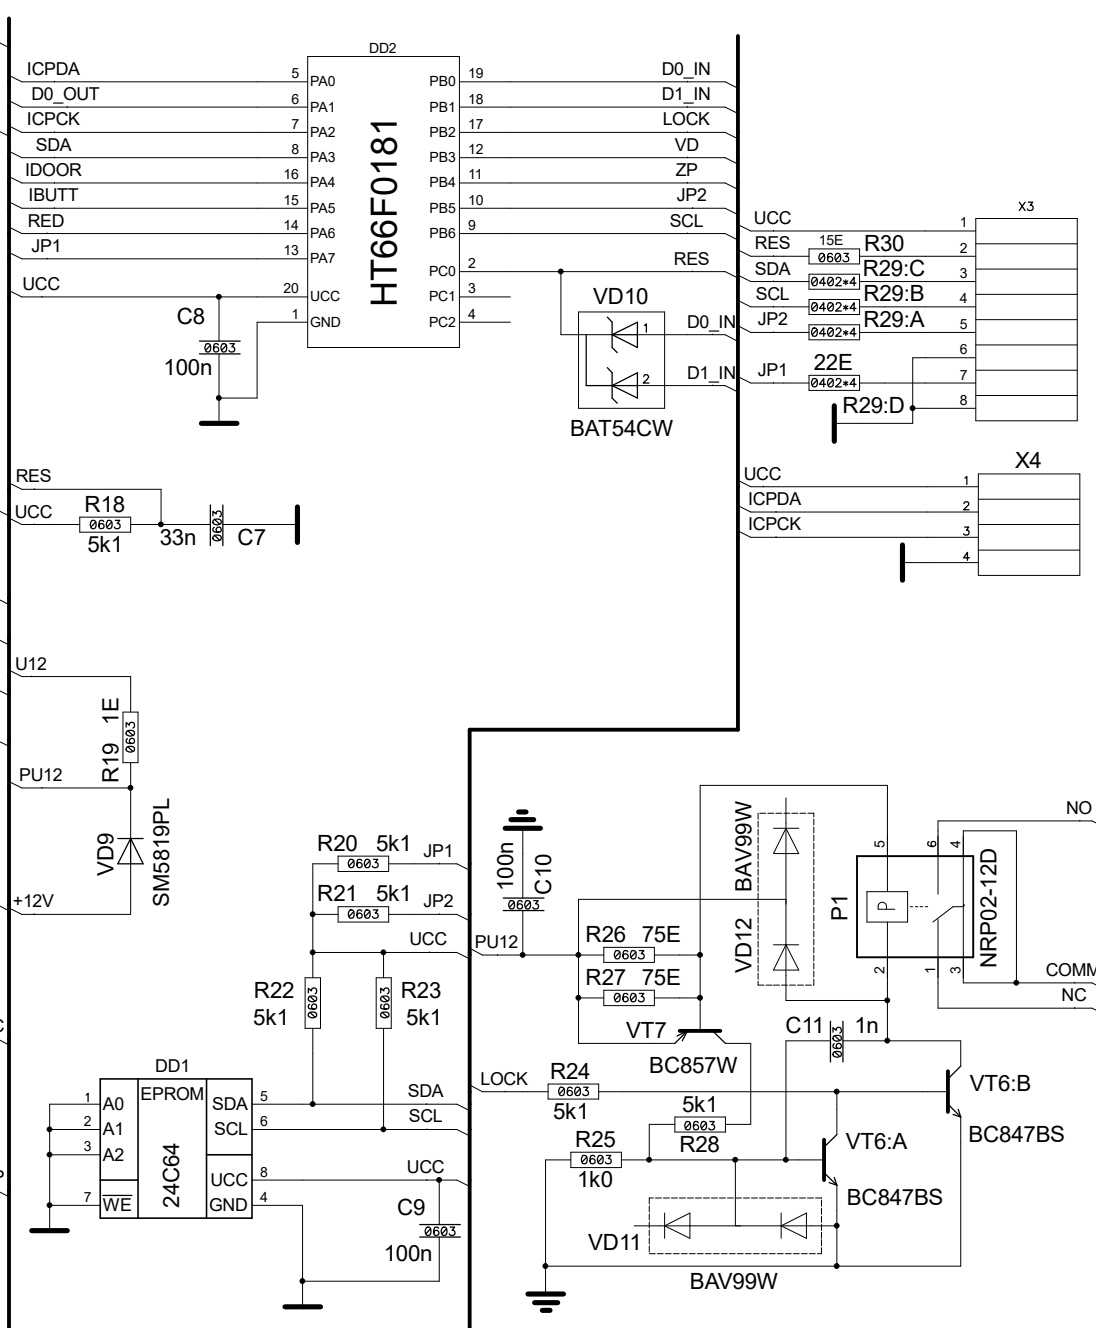 DD2
HT66F0181
ICPDA 5 PA0 PB0 19 D0_IN
D0_OUT 6 PA1 PB1 18 D1_IN
ICPCK 7 PA2 PB2 17 LOCK
SDA 8 PA3 PB3 12 VD
IDOOR 16 PA4 PB4 11 ZP
IBUTT 15 PA5 PB5 10 JP2
RED 14 PA6 PB6 9 SCL
JP1 13 PA7
PC0 2 RES
UCC 20 UCC PC1 3
1 GND PC2 4
C8
0603
100n
VD10
1 D0_IN
2 D1_IN
BAT54CW
X3
UCC 1
RES 15E 0603 R30 2
SDA 0402*4 R29:C 3
SCL 0402*4 R29:B 4
JP2 0402*4 R29:A 5
6
JP1 22E 0402*4 7
R29:D 8
X4
UCC 1
ICPDA 2
ICPCK 3
4
RES
UCC R18
0603
5k1
33n 0603 C7
U12
R19 1E
0603
PU12
VD9
SM5819PL
+12V
R20 5k1 JP1
0603
R21 5k1 JP2
0603
UCC
R22
5k1
0603
0603
R23
5k1
DD1
EPROM
24C64
1 A0
2 A1
3 A2
7 WE
SDA 5 SDA
SCL 6 SCL
UCC 8 UCC
GND 4
C9
0603
100n
100n
C10
0603
PU12
R26 75E
0603
R27 75E
0603
VT7
BC857W
BAV99W
VD12
P1
P
5 6 4
2 1 3
NRP02-12D
NO
COMM
NC
C11 0603 1n
LOCK R24
0603
5k1
5k1
0603
R28
R25
0603
1k0
VT6:B
BC847BS
VT6:A
BC847BS
VD11
BAV99W